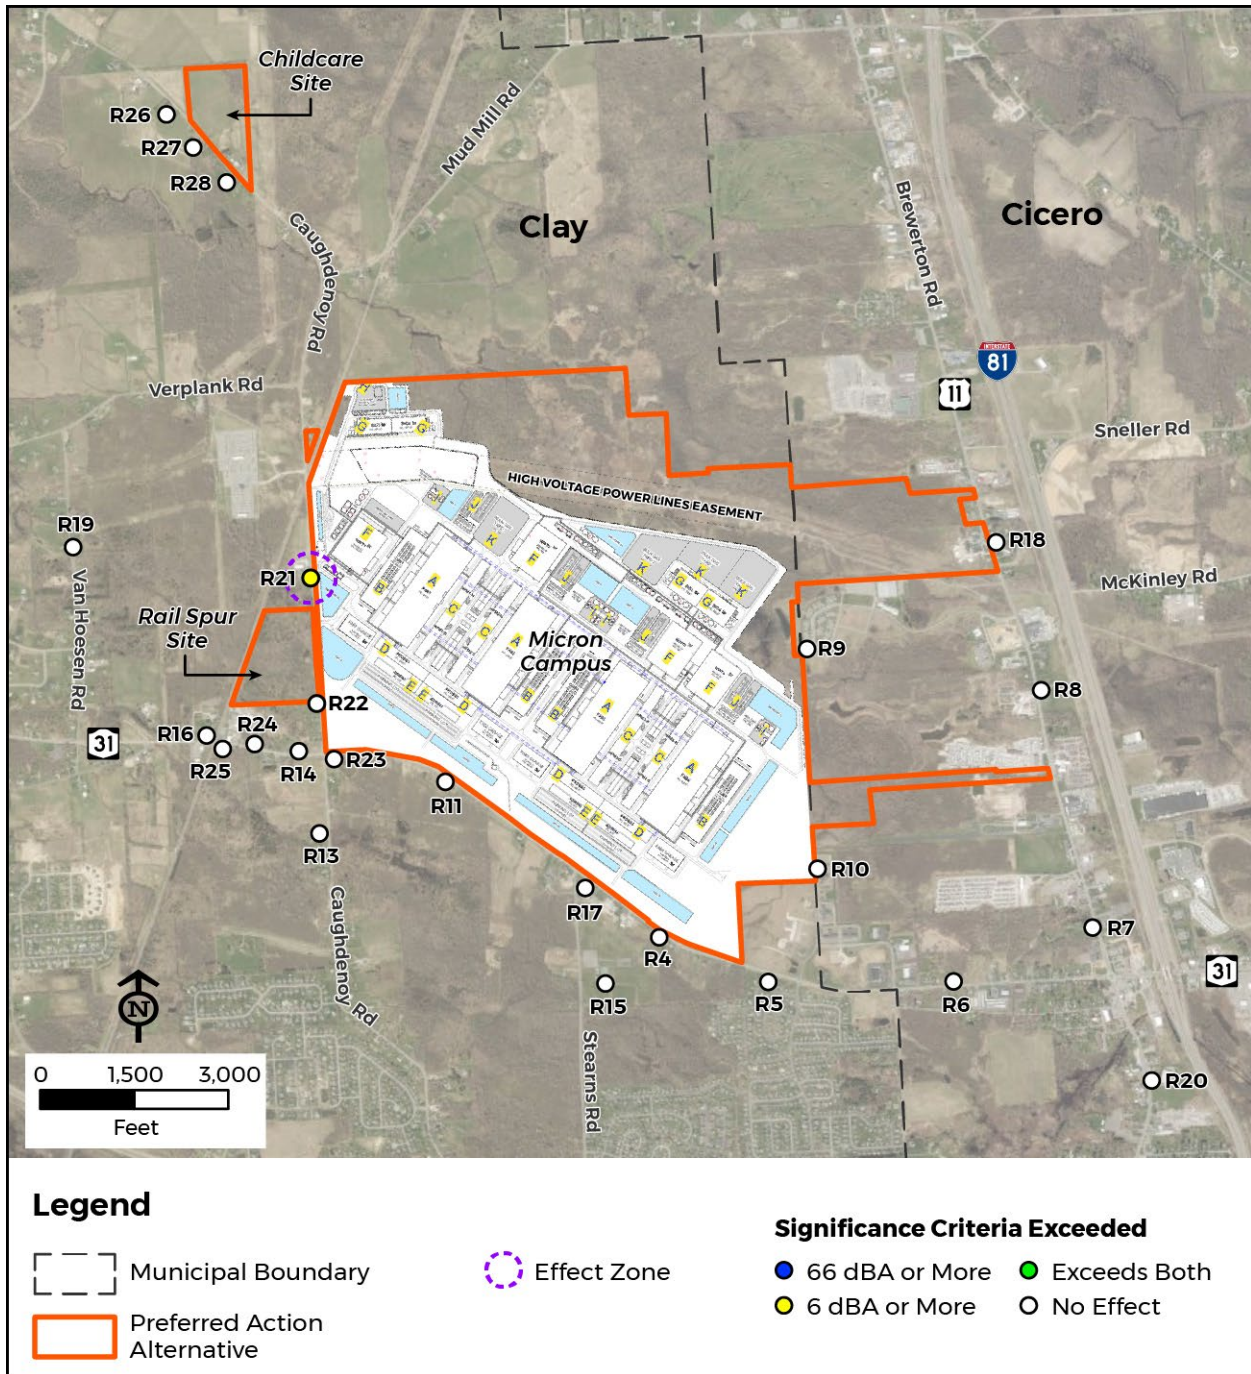 Childcare
Site
R26
R27
R28
Mud Mill Rd
Clay
Cicero
Caughdenoy Rd
Brewerton Rd
INTERSTATE
81
11
Verplank Rd
Sneller Rd
HIGH VOLTAGE POWER LINES EASEMENT
R19
R18
R21
McKinley Rd
Van Hoesen Rd
Rail Spur
Site
Micron
Campus
R9
R8
R22
R16
R24
31
R25
R14
R23
R11
R13
R10
R17
Caughdenoy Rd
R7
R4
31
R15
R5
R6
N
Stearns Rd
R20
0 1,500 3,000
Feet
Legend
Municipal Boundary
Preferred Action
Alternative
Effect Zone
Significance Criteria Exceeded
66 dBA or More
Exceeds Both
6 dBA or More
No Effect
F
J
K
F
J
K
G
G
K
A
B
C
A
D
E
E
D
B
B
A
C
C
A
B
F
J
F
J
D
E
E
D
G
G